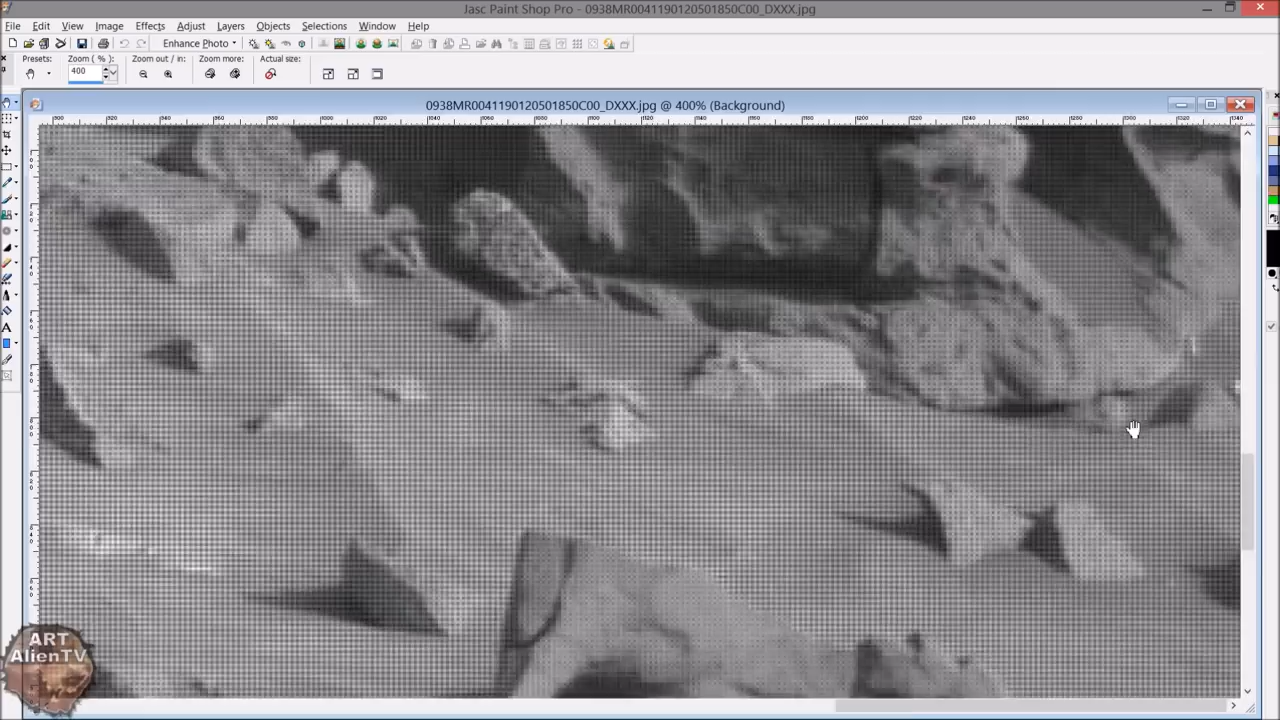 Jasc Paint Shop Pro - 0938MR0041190120501850C00_DXXX.jpg
File Edit View Image Effects Adjust Layers Objects Selections Window Help
Enhance Photo
Presets: Zoom ( % ): Zoom out / in: Zoom more: Actual size:
400
0938MR0041190120501850C00_DXXX.jpg @ 400% (Background)
ART
AlienTV